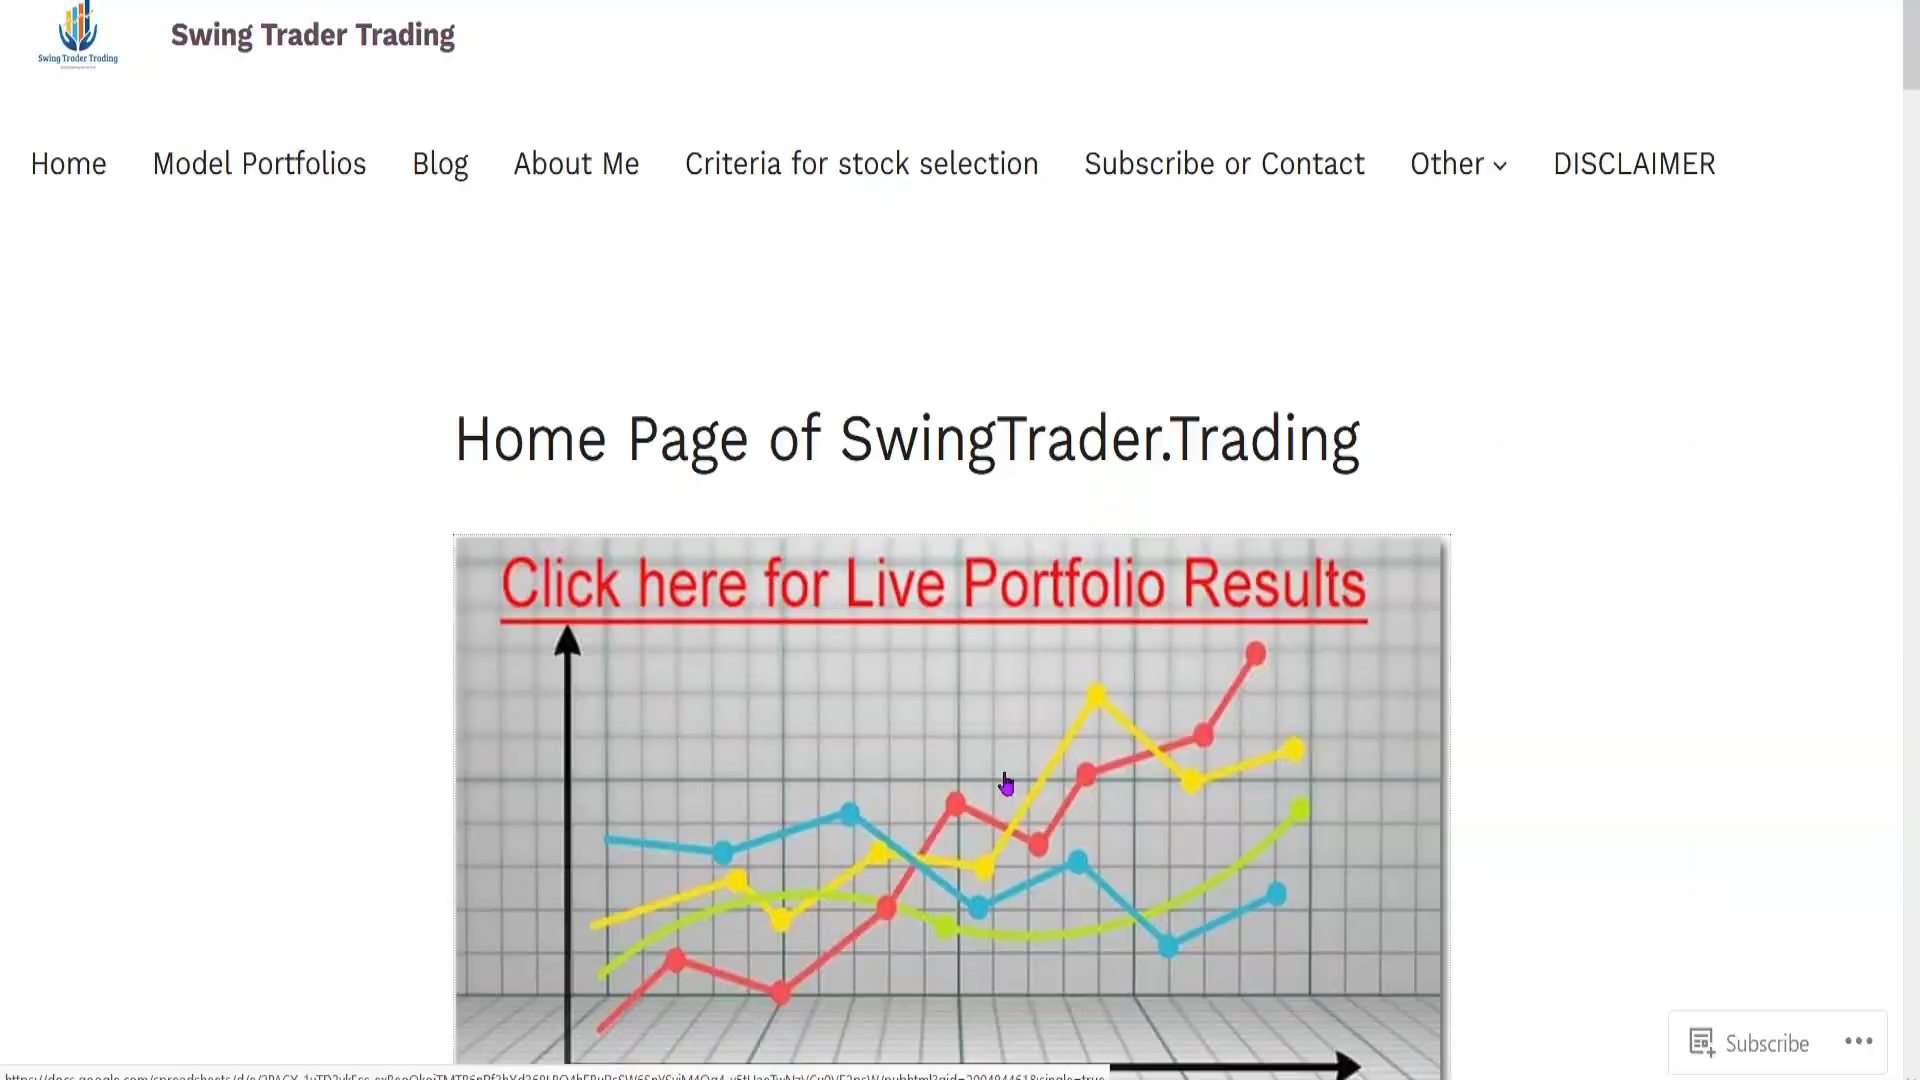 Swing Trader Trading
Swing Trader Trading
Home Model Portfolios Blog About Me Criteria for stock selection Subscribe or Contact Other DISCLAIMER
Home Page of SwingTrader.Trading
Click here for Live Portfolio Results
Subscribe